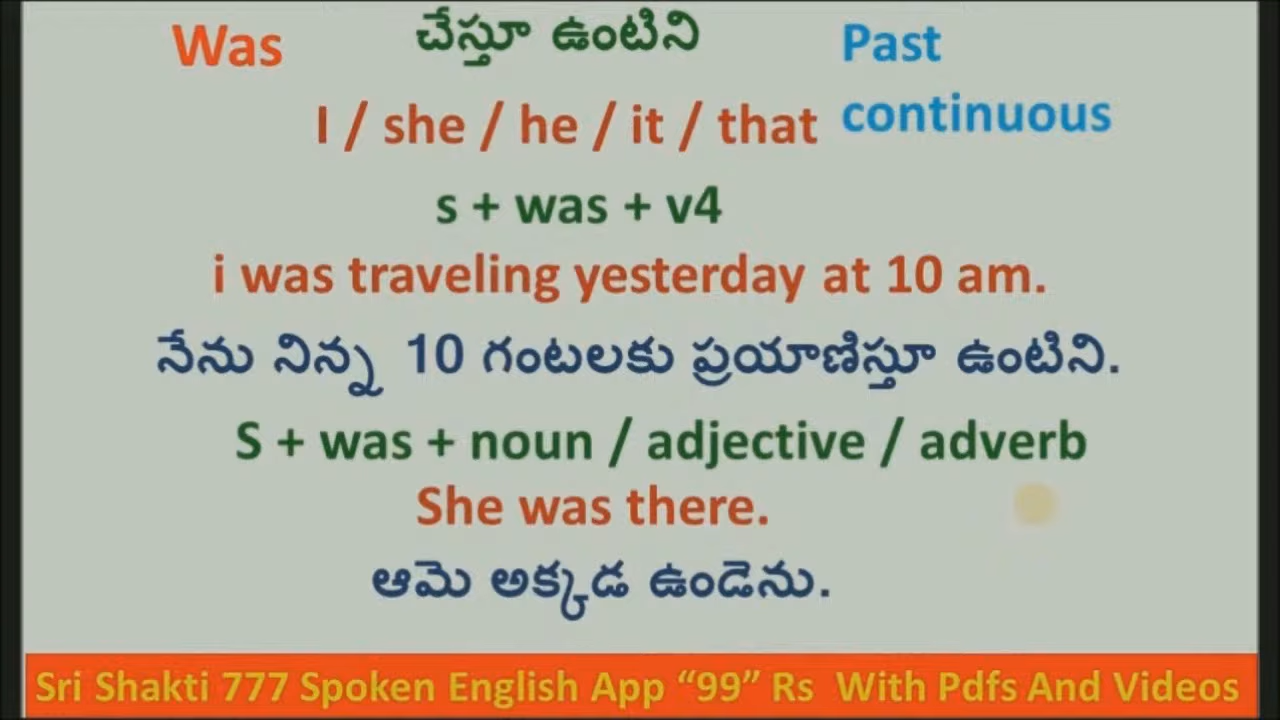 Was చేస్తూ ఉంటిని Past
continuous
I / she / he / it / that
s + was + v4
i was traveling yesterday at 10 am.
నేను నిన్న 10 గంటలకు ప్రయాణిస్తూ ఉంటిని.
S + was + noun / adjective / adverb
She was there.
ఆమె అక్కడ ఉండెను.
Sri Shakti 777 Spoken English App “99” Rs With Pdfs And Videos